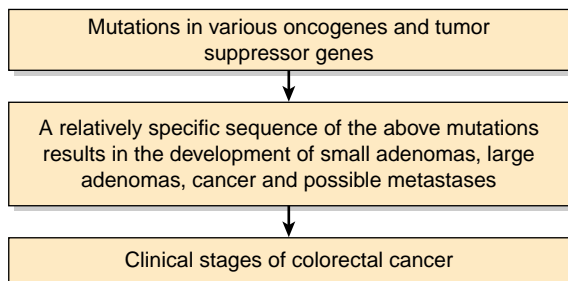 Mutations in various oncogenes and tumor
suppressor genes
A relatively specific sequence of the above mutations
results in the development of small adenomas, large
adenomas, cancer and possible metastases
Clinical stages of colorectal cancer